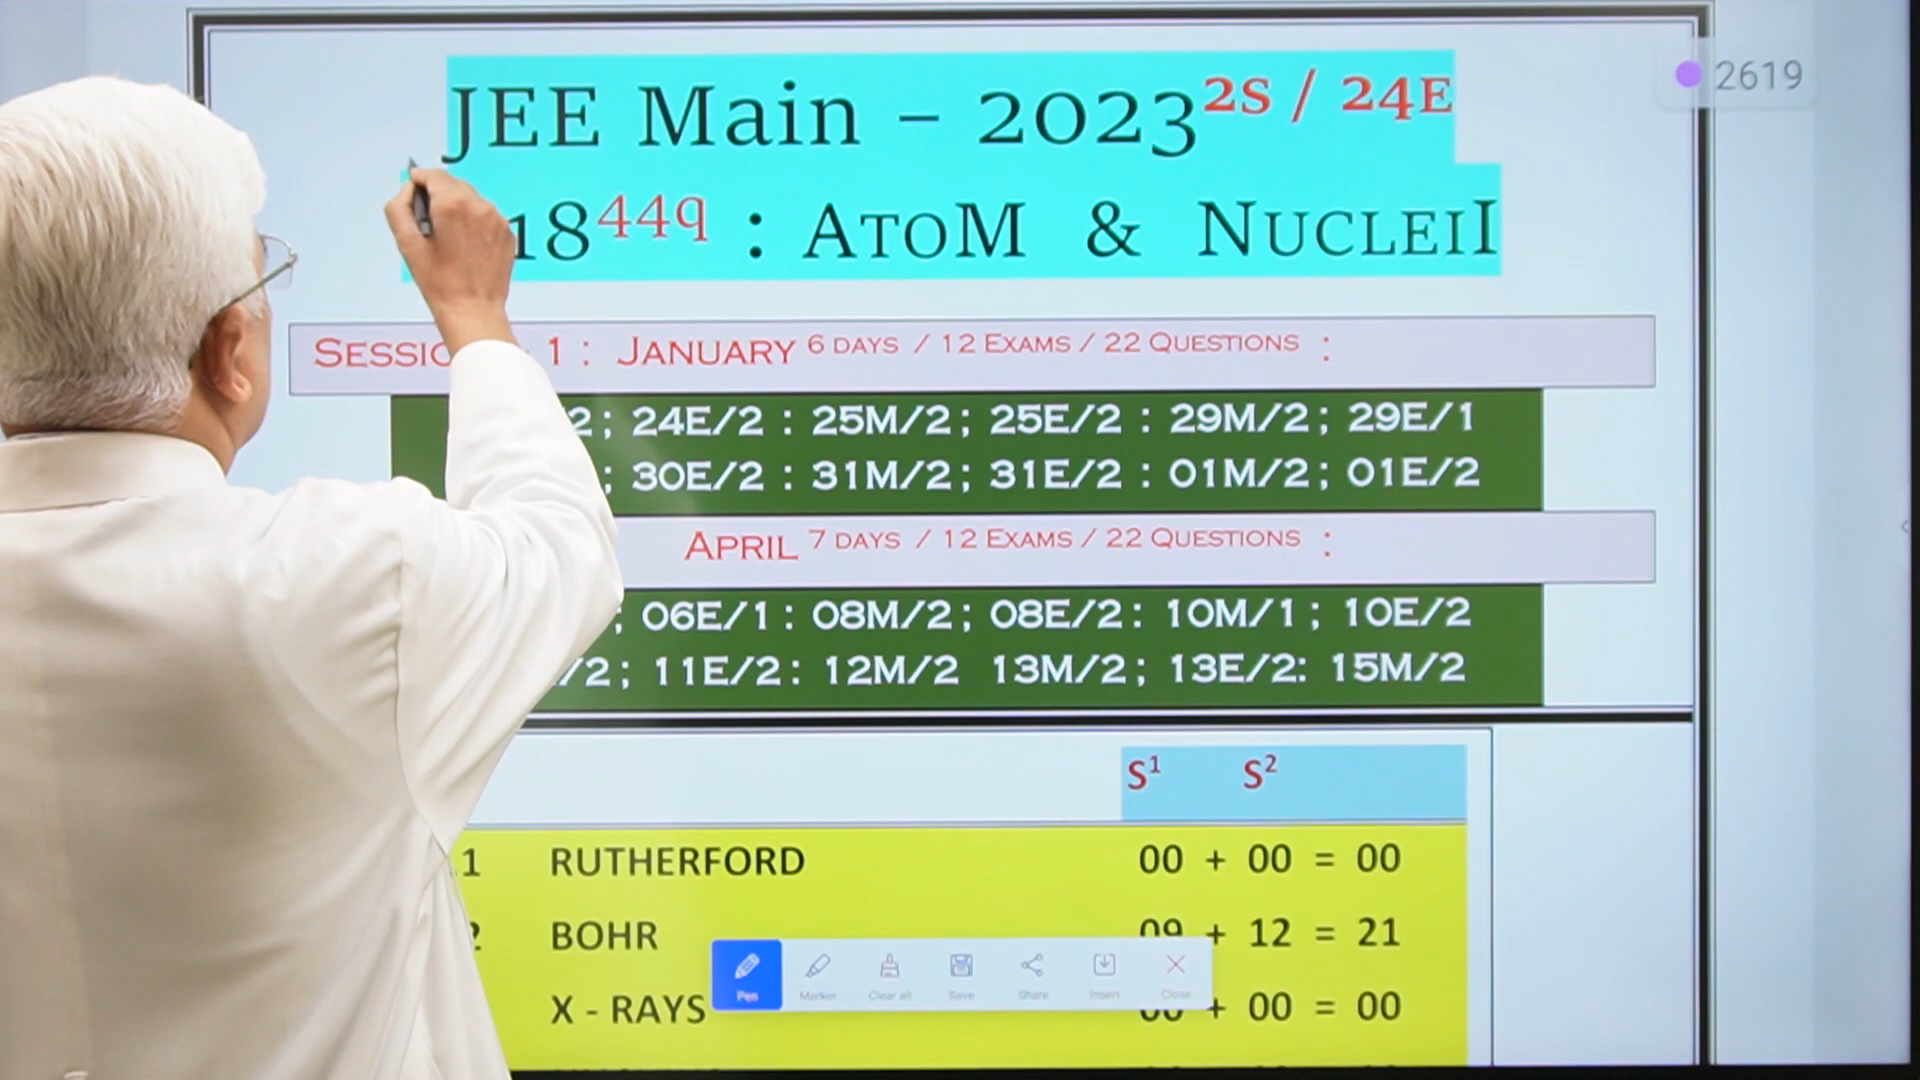 JEE Main – 2023 2S / 24E
2619
18 44q : ATOM & NUCLEII
1 : JANUARY 6 DAYS / 12 EXAMS / 22 QUESTIONS :
2; 24E/2 : 25M/2; 25E/2 : 29M/2; 29E/1
; 30E/2 : 31M/2; 31E/2 : 01M/2; 01E/2
APRIL 7 DAYS / 12 EXAMS / 22 QUESTIONS :
; 06E/1 : 08M/2; 08E/2: 10M/1; 10E/2
/2; 11E/2: 12M/2 13M/2; 13E/2: 15M/2
S1 S2
.1 RUTHERFORD 00 + 00 = 00
2 BOHR 09 + 12 = 21
Pen Marker Clear all Save Share Insert Close
X - RAYS 00 + 00 = 00